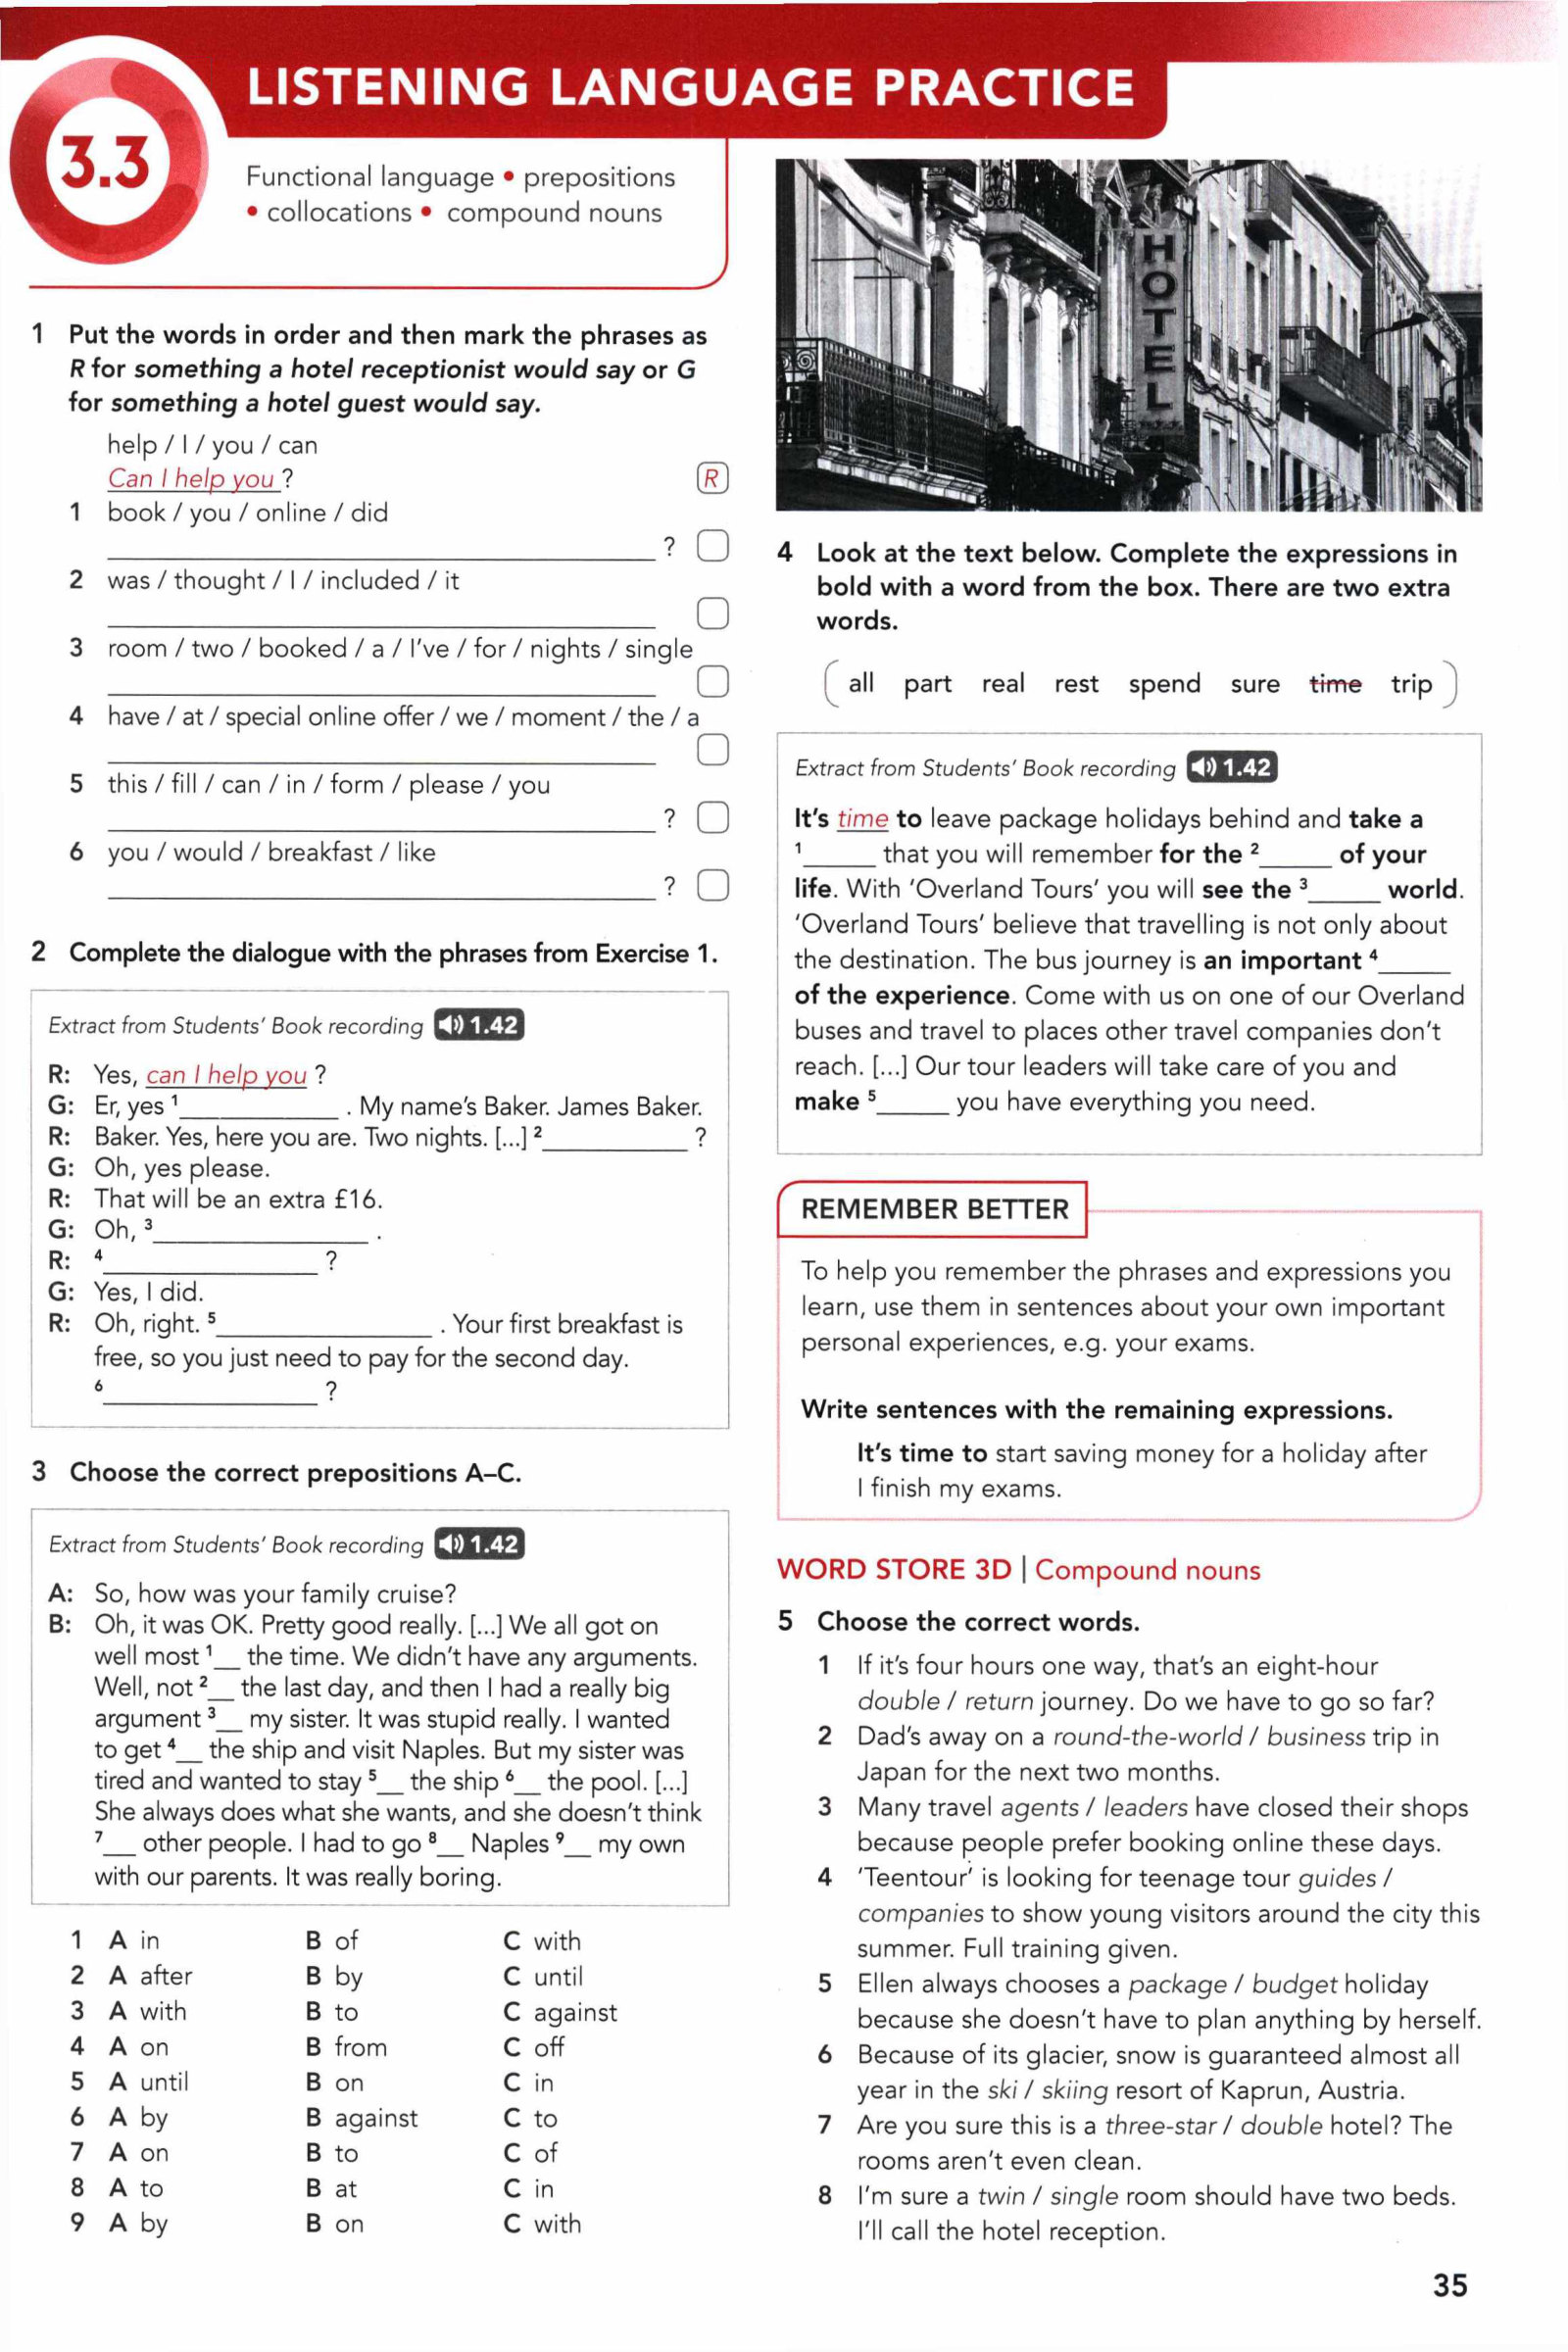 LISTENING LANGUAGE PRACTICE
3.3
Functional language • prepositions
• collocations • compound nouns
1 Put the words in order and then mark the phrases as
R for something a hotel receptionist would say or G
for something a hotel guest would say.
help / I / you / can
Can I help you ? R
1 book / you / online / did
?
2 was / thought / I / included / it
3 room / two / booked / a / I've / for / nights / single
4 have / at / special online offer / we / moment / the / a
5 this / fill / can / in / form / please / you
?
6 you / would / breakfast / like
?
2 Complete the dialogue with the phrases from Exercise 1.
Extract from Students' Book recording 1.42
R: Yes, can I help you ?
G: Er, yes 1____________ . My name's Baker. James Baker.
R: Baker. Yes, here you are. Two nights. [...] 2____________ ?
G: Oh, yes please.
R: That will be an extra £16.
G: Oh, 3____________ .
R: 4____________ ?
G: Yes, I did.
R: Oh, right. 5____________ . Your first breakfast is
free, so you just need to pay for the second day.
6____________ ?
3 Choose the correct prepositions A–C.
Extract from Students' Book recording 1.42
A: So, how was your family cruise?
B: Oh, it was OK. Pretty good really. [...] We all got on
well most 1__ the time. We didn't have any arguments.
Well, not 2__ the last day, and then I had a really big
argument 3__ my sister. It was stupid really. I wanted
to get 4__ the ship and visit Naples. But my sister was
tired and wanted to stay 5__ the ship 6__ the pool. [...]
She always does what she wants, and she doesn't think
7__ other people. I had to go 8__ Naples 9__ my own
with our parents. It was really boring.
1 A in B of C with
2 A after B by C until
3 A with B to C against
4 A on B from C off
5 A until B on C in
6 A by B against C to
7 A on B to C of
8 A to B at C in
9 A by B on C with
HOTEL
4 Look at the text below. Complete the expressions in
bold with a word from the box. There are two extra
words.
all part real rest spend sure time trip
Extract from Students' Book recording 1.42
It's time to leave package holidays behind and take a
1_____ that you will remember for the 2_____ of your
life. With 'Overland Tours' you will see the 3_____ world.
'Overland Tours' believe that travelling is not only about
the destination. The bus journey is an important 4_____
of the experience. Come with us on one of our Overland
buses and travel to places other travel companies don't
reach. [...] Our tour leaders will take care of you and
make 5_____ you have everything you need.
REMEMBER BETTER
To help you remember the phrases and expressions you
learn, use them in sentences about your own important
personal experiences, e.g. your exams.
Write sentences with the remaining expressions.
It's time to start saving money for a holiday after
I finish my exams.
WORD STORE 3D | Compound nouns
5 Choose the correct words.
1 If it's four hours one way, that's an eight-hour
double / return journey. Do we have to go so far?
2 Dad's away on a round-the-world / business trip in
Japan for the next two months.
3 Many travel agents / leaders have closed their shops
because people prefer booking online these days.
4 'Teentour' is looking for teenage tour guides /
companies to show young visitors around the city this
summer. Full training given.
5 Ellen always chooses a package / budget holiday
because she doesn't have to plan anything by herself.
6 Because of its glacier, snow is guaranteed almost all
year in the ski / skiing resort of Kaprun, Austria.
7 Are you sure this is a three-star / double hotel? The
rooms aren't even clean.
8 I'm sure a twin / single room should have two beds.
I'll call the hotel reception.
35